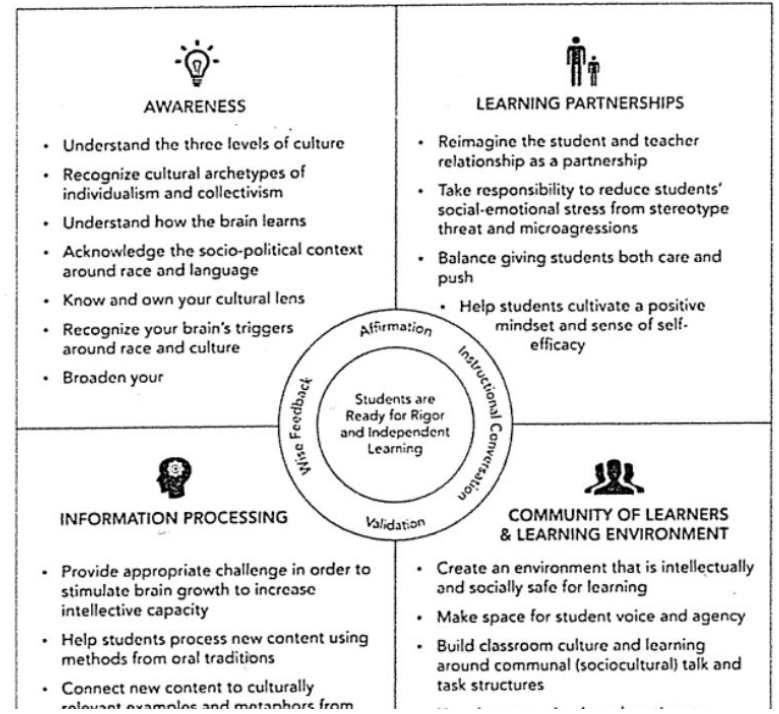 AWARENESS
• Understand the three levels of culture
• Recognize cultural archetypes of
individualism and collectivism
• Understand how the brain learns
• Acknowledge the socio-political context
around race and language
• Know and own your cultural lens
• Recognize your brain's triggers
around race and culture
• Broaden your
LEARNING PARTNERSHIPS
• Reimagine the student and teacher
relationship as a partnership
• Take responsibility to reduce students'
social-emotional stress from stereotype
threat and microagressions
• Balance giving students both care and
push
• Help students cultivate a positive
mindset and sense of self-
efficacy
Affirmation
Instructional Conversation
Validation
Wise Feedback
Students are
Ready for Rigor
and Independent
Learning
INFORMATION PROCESSING
• Provide appropriate challenge in order to
stimulate brain growth to increase
intellective capacity
• Help students process new content using
methods from oral traditions
• Connect new content to culturally
relevant examples and metaphors from
COMMUNITY OF LEARNERS
& LEARNING ENVIRONMENT
• Create an environment that is intellectually
and socially safe for learning
• Make space for student voice and agency
• Build classroom culture and learning
around communal (sociocultural) talk and
task structures